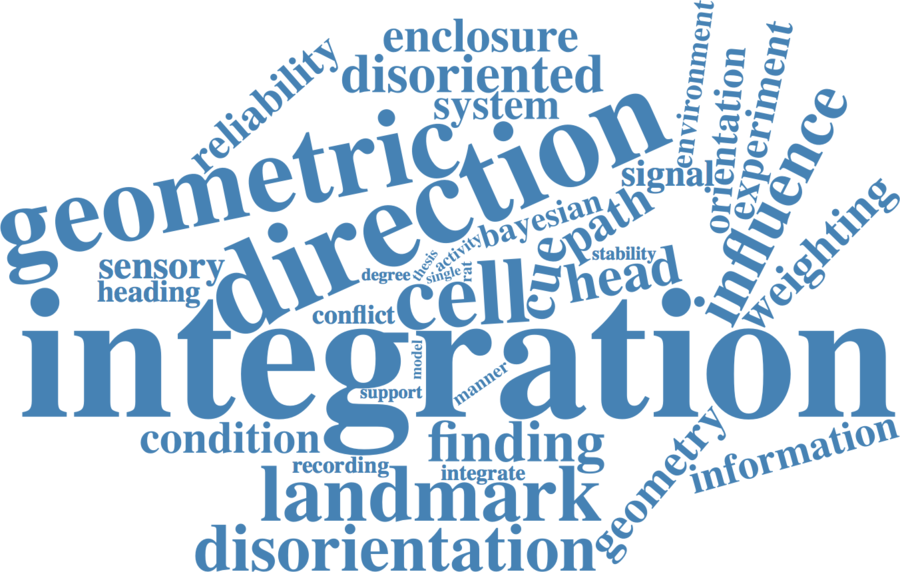 enclosure
disoriented
system
reliability
geometric
direction
environment
orientation
experiment
influence
signal
weighting
bayesian
path
sensory
heading
degree
thesis
activity
single
rat
stability
cue
head
conflict
cell
integration
model
support
manner
condition
finding
recording
integrate
geometry
information
landmark
disorientation